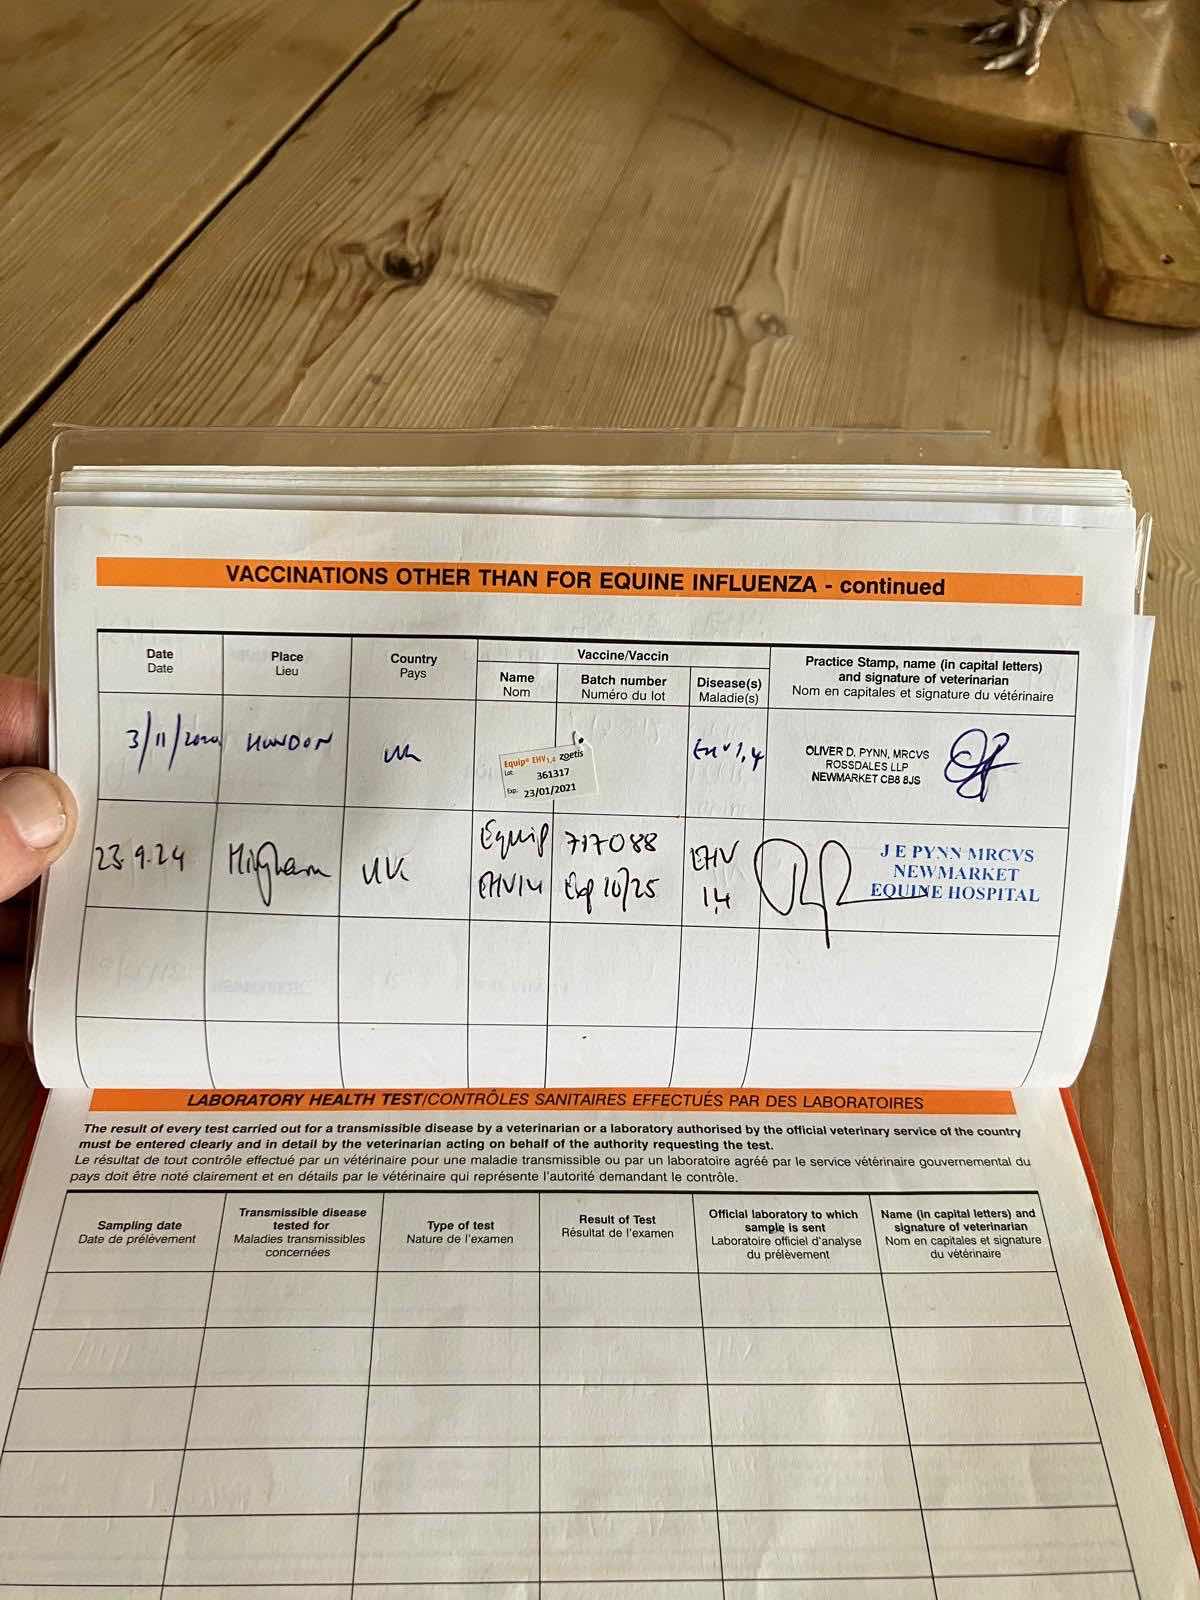 VACCINATIONS OTHER THAN FOR EQUINE INFLUENZA - continued
Date
Date
Place
Lieu
Country
Pays
Vaccine/Vaccin
Name
Nom
Batch number
Numéro du lot
Disease(s)
Maladie(s)
Practice Stamp, name (in capital letters)
and signature of veterinarian
Nom en capitales et signature du vétérinaire
3/11/2020
HUNDON
UK
Equip® EHV1,4 zoetis
Lot 361317
Exp. 23/01/2021
EHV 1,4
OLIVER D. PYNN, MRCVS
ROSSDALES LLP
NEWMARKET CB8 8JS
23.9.24
UK
Equip
EHV1,4
717088
Exp 10/25
EHV
1,4
J E PYNN MRCVS
NEWMARKET
EQUINE HOSPITAL
LABORATORY HEALTH TEST/CONTRÔLES SANITAIRES EFFECTUÉS PAR DES LABORATOIRES
The result of every test carried out for a transmissible disease by a veterinarian or a laboratory authorised by the official veterinary service of the country
must be entered clearly and in detail by the veterinarian acting on behalf of the authority requesting the test.
Le résultat de tout contrôle effectué par un vétérinaire pour une maladie transmissible ou par un laboratoire agréé par le service vétérinaire gouvernemental du
pays doit être noté clairement et en détails par le vétérinaire qui représente l'autorité demandant le contrôle.
Sampling date
Date de prélèvement
Transmissible disease
tested for
Maladies transmissibles
concernées
Type of test
Nature de l'examen
Result of Test
Résultat de l'examen
Official laboratory to which
sample is sent
Laboratoire officiel d'analyse
du prélèvement
Name (in capital letters) and
signature of veterinarian
Nom en capitales et signature
du vétérinaire